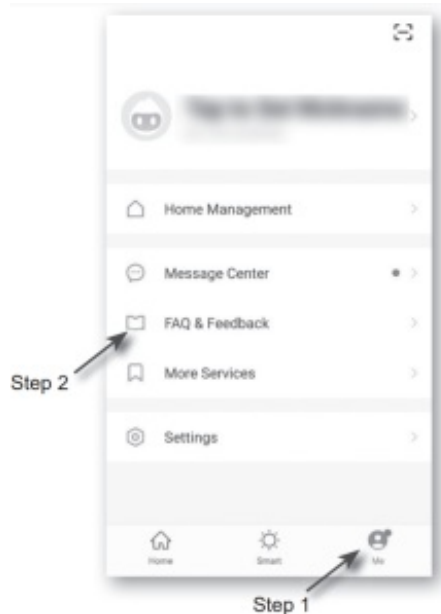 Home Management
Message Center
FAQ & Feedback
Step 2
More Services
Settings
Home
Smart
Me
Step 1